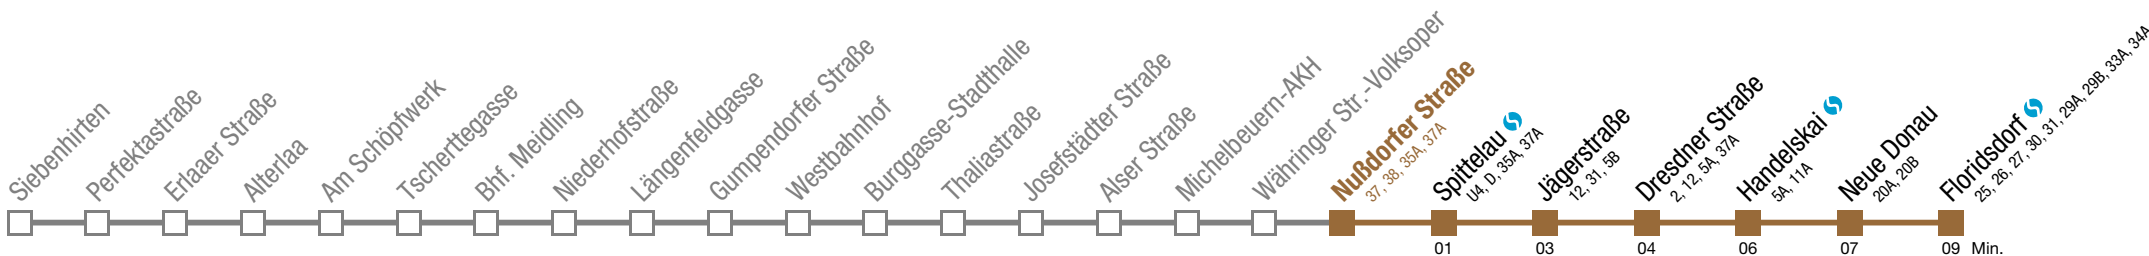 Siebenhirten
Perfektastraße
Erlaaer Straße
Alterlaa
Am Schöpfwerk
Tscherttegasse
Bhf. Meidling
Niederhofstraße
Längenfeldgasse
Gumpendorfer Straße
Westbahnhof
Burggasse-Stadthalle
Thaliastraße
Josefstädter Straße
Alser Straße
Michelbeuern-AKH
Währinger Str.-Volksoper
Nußdorfer Straße
37, 38, 35A, 37A
Spittelau
U4, D, 35A, 37A
Jägerstraße
12, 31, 5B
Dresdner Straße
2, 12, 5A, 37A
Handelskai
5A, 11A
Neue Donau
20A, 20B
Floridsdorf
25, 26, 27, 30, 31, 29A, 29B, 33A, 34A
01 03 04 06 07 09 Min.